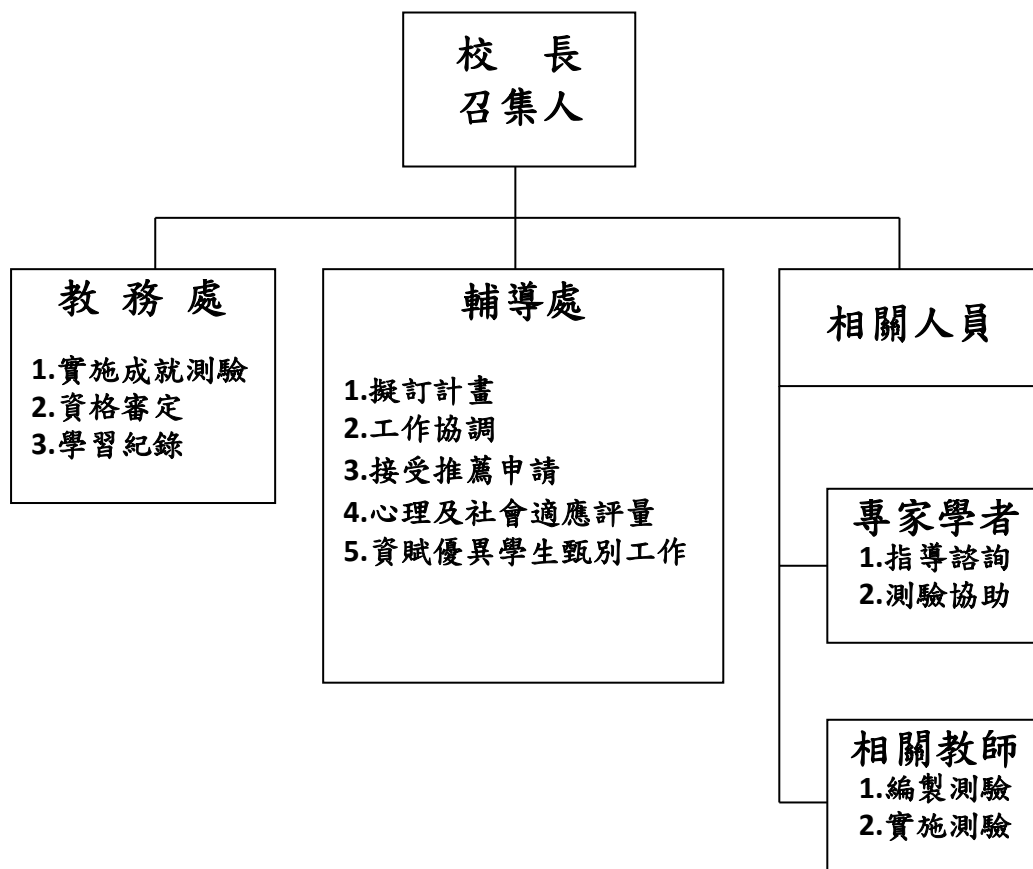 校　長
召集人
教 務 處
1.實施成就測驗
2.資格審定
3.學習紀錄
輔導處
1.擬訂計畫
2.工作協調
3.接受推薦申請
4.心理及社會適應評量
5.資賦優異學生甄別工作
相關人員
專家學者
1.指導諮詢
2.測驗協助
相關教師
1.編製測驗
2.實施測驗